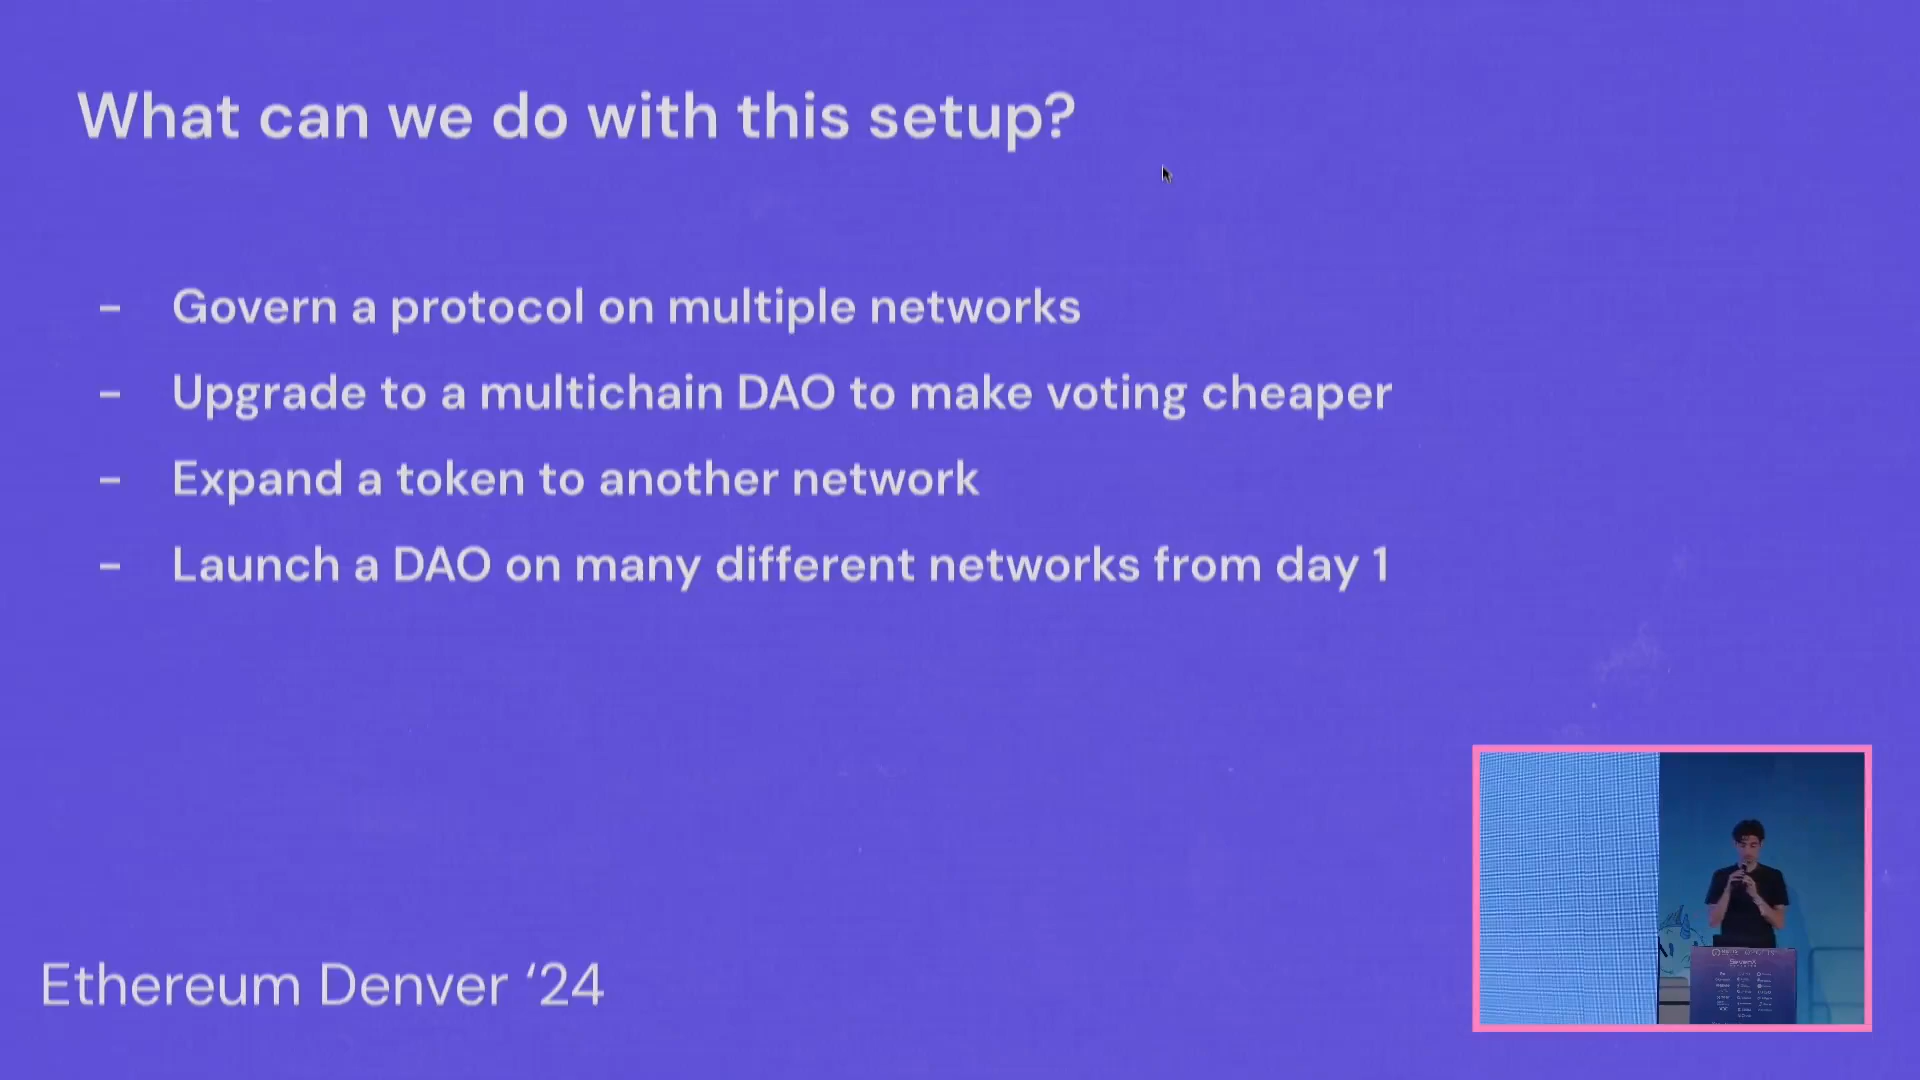 What can we do with this setup?
- Govern a protocol on multiple networks
- Upgrade to a multichain DAO to make voting cheaper
- Expand a token to another network
- Launch a DAO on many different networks from day 1
Ethereum Denver ‘24